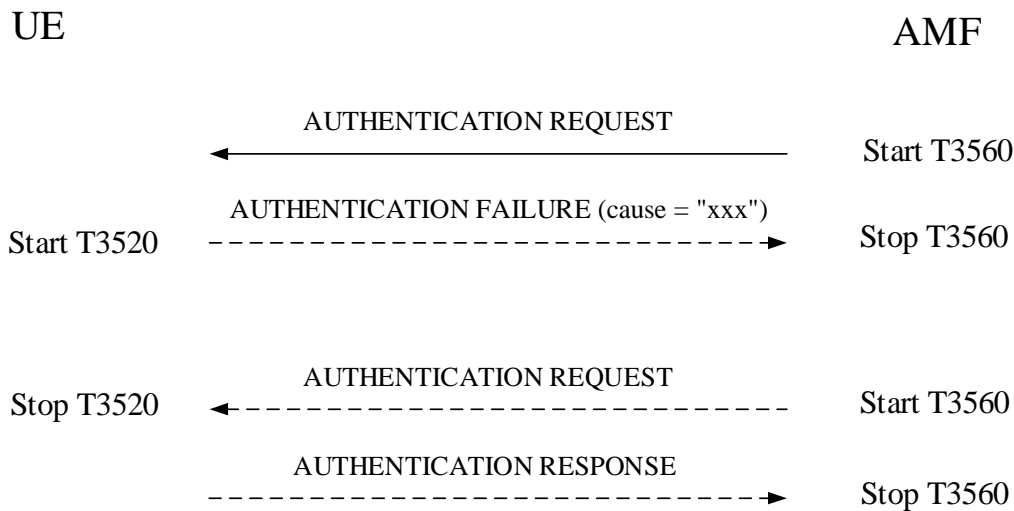 UE
AMF
AUTHENTICATION REQUEST
Start T3560
AUTHENTICATION FAILURE (cause = "xxx")
Start T3520
Stop T3560
AUTHENTICATION REQUEST
Stop T3520
Start T3560
AUTHENTICATION RESPONSE
Stop T3560